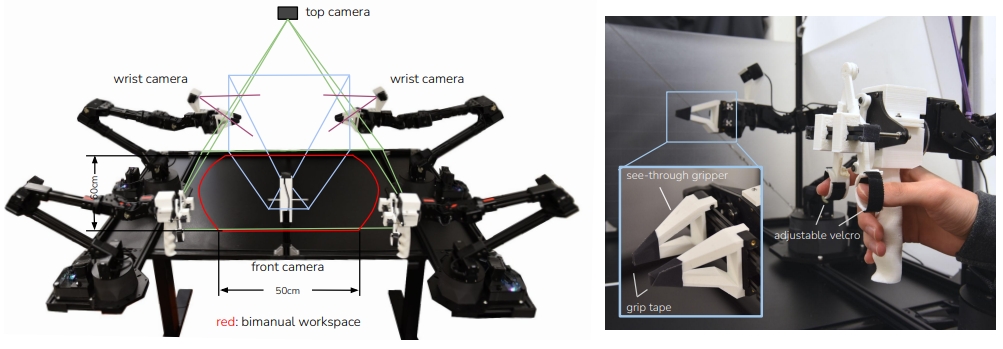 top camera
wrist camera
wrist camera
60cm
front camera
50cm
red: bimanual workspace
see-through gripper
adjustable velcro
grip tape